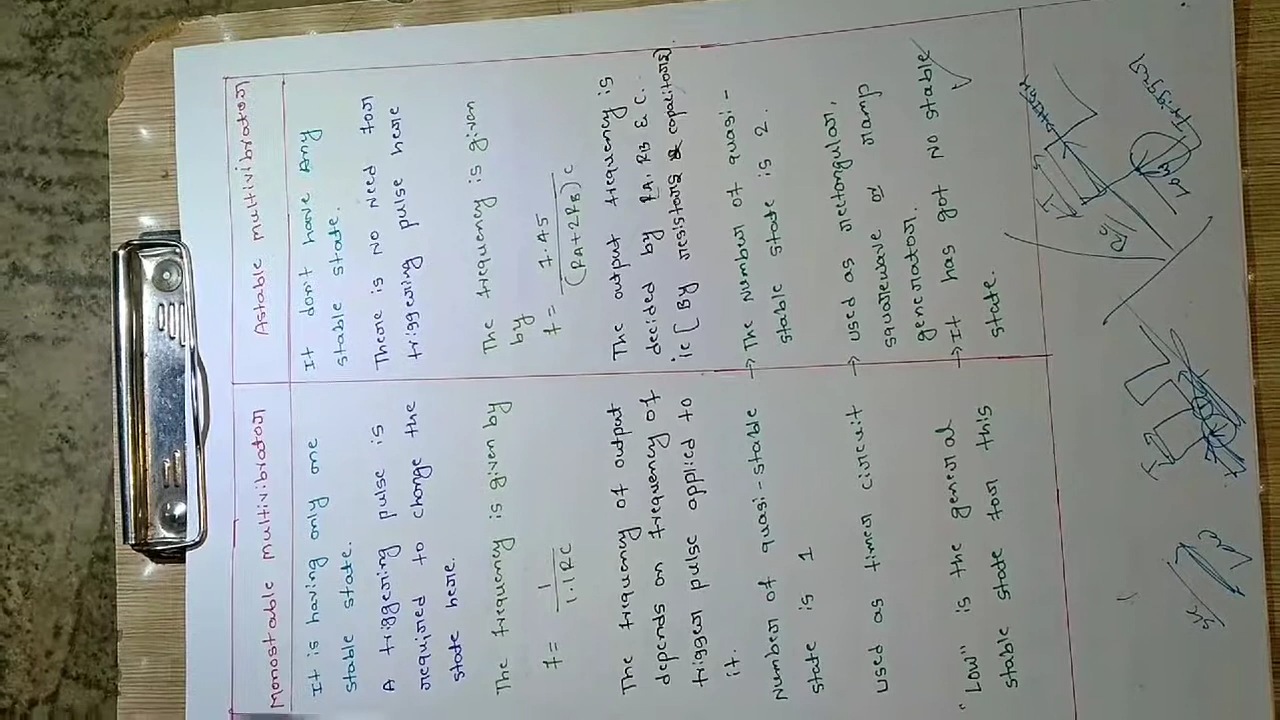 Monostable multivibrator
It is having only one
stable state.
A triggering pulse is
required to change the
state here.
The frequency is given by
f = 1 / 1.1RC
The frequency of output
depends on frequency of
trigger pulse applied to
it.
Number of quasi-stable
state is 1
Used as timer circuit
"Low" is the general
stable state for this
Astable multivibrator
It don't have Any
stable state.
There is NO Need for
triggering pulse here
The frequency is given
by
f = 1.45 / (RA+2RB)C
The output frequency is
decided by RA, RB & C.
ie [By resistors & capacitors]
→ The Number of quasi-
stable state is 2.
→ Used as rectangular,
squarewave or ramp
generator.
→ It has got NO stable
state.